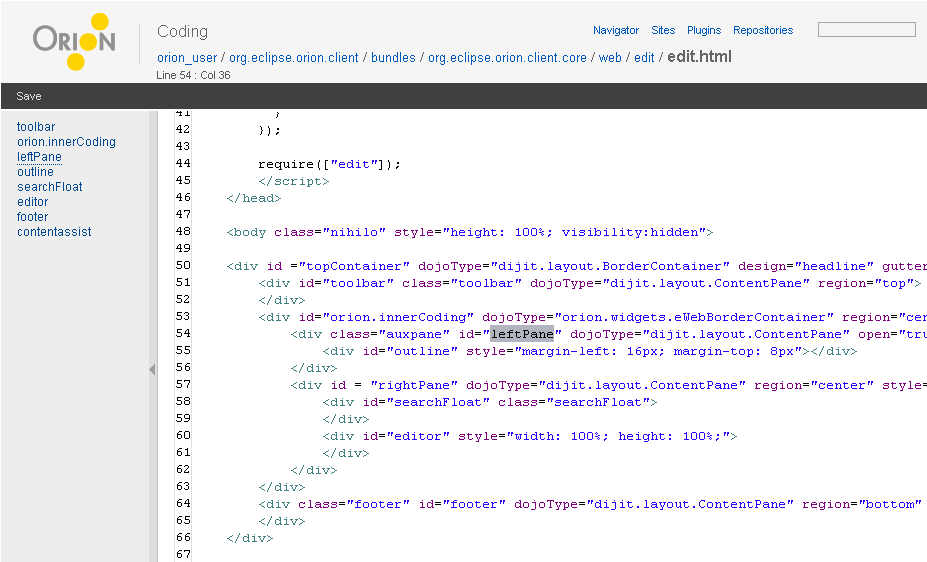 ORION
Coding
Navigator Sites Plugins Repositories
orion_user / org.eclipse.orion.client / bundles / org.eclipse.orion.client.core / web / edit / edit.html
Line 54 : Col 36
Save
toolbar
orion.innerCoding
leftPane
outline
searchFloat
editor
footer
contentassist
41 }
42 });
43
44 require(["edit"]);
45 </script>
46 </head>
47
48 <body class="nihilo" style="height: 100%; visibility:hidden">
49
50 <div id ="topContainer" dojoType="dijit.layout.BorderContainer" design="headline" gutter
51 <div id="toolbar" class="toolbar" dojoType="dijit.layout.ContentPane" region="top">
52 </div>
53 <div id="orion.innerCoding" dojoType="orion.widgets.eWebBorderContainer" region="cen
54 <div class="auxpane" id="leftPane" dojoType="dijit.layout.ContentPane" open="tru
55 <div id="outline" style="margin-left: 16px; margin-top: 8px"></div>
56 </div>
57 <div id = "rightPane" dojoType="dijit.layout.ContentPane" region="center" style=
58 <div id="searchFloat" class="searchFloat">
59 </div>
60 <div id="editor" style="width: 100%; height: 100%;">
61 </div>
62 </div>
63 </div>
64 <div class="footer" id="footer" dojoType="dijit.layout.ContentPane" region="bottom"
65 </div>
66 </div>
67